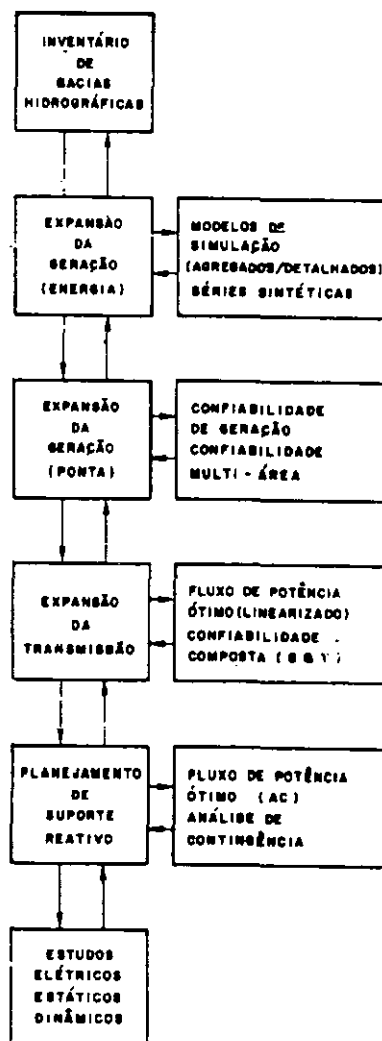 INVENTÁRIO
DE
BACIAS
HIDROGRÁFICAS
EXPANSÃO
DA
GERAÇÃO
(ENERGIA)
MODELOS DE
SIMULAÇÃO
(AGREGADOS/DETALHADOS)
SÉRIES SINTÉTICAS
EXPANSÃO
DA
GERAÇÃO
(PONTA)
CONFIABILIDADE
DE GERAÇÃO
CONFIABILIDADE
MULTI-ÁREA
EXPANSÃO
DA
TRANSMISSÃO
FLUXO DE POTÊNCIA
ÓTIMO (LINEARIZADO)
CONFIABILIDADE
COMPOSTA
PLANEJAMENTO
DE
SUPORTE
REATIVO
FLUXO DE POTÊNCIA
ÓTIMO (AC)
ANÁLISE DE
CONTINGÊNCIA
ESTUDOS
ELÉTRICOS
ESTÁTICOS
DINÂMICOS